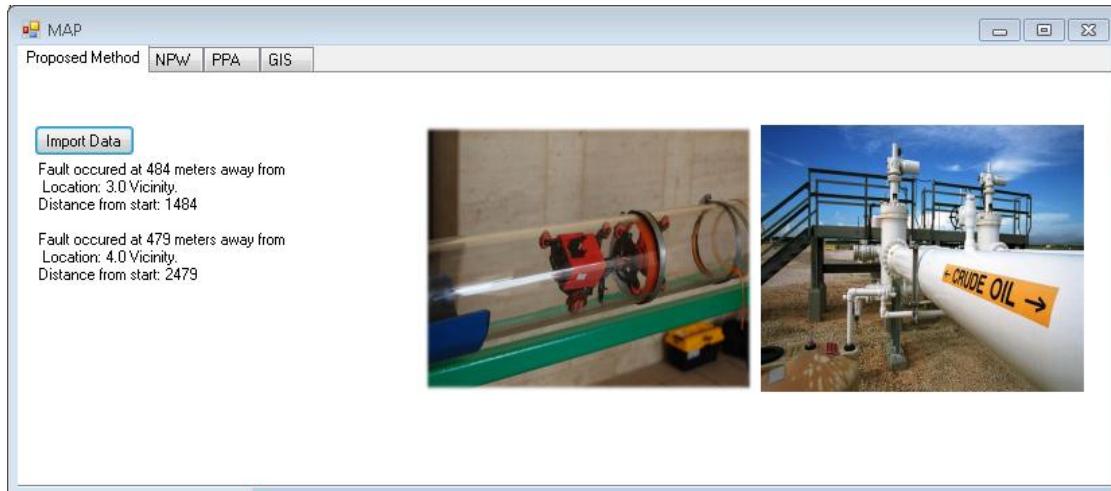 MAP
Proposed Method NPW PPA GIS
Import Data
Fault occured at 484 meters away from
Location: 3.0 Vicinity.
Distance from start: 1484
Fault occured at 479 meters away from
Location: 4.0 Vicinity.
Distance from start: 2479
← CRUDE OIL →